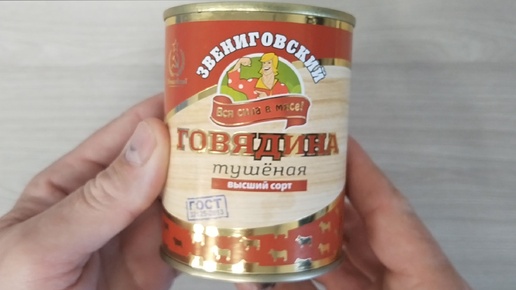 ЗВЕНИГОВСКИЙ
Вся сила в мясе!
ГОВЯДИНА
тушёная
высший сорт
ГОСТ